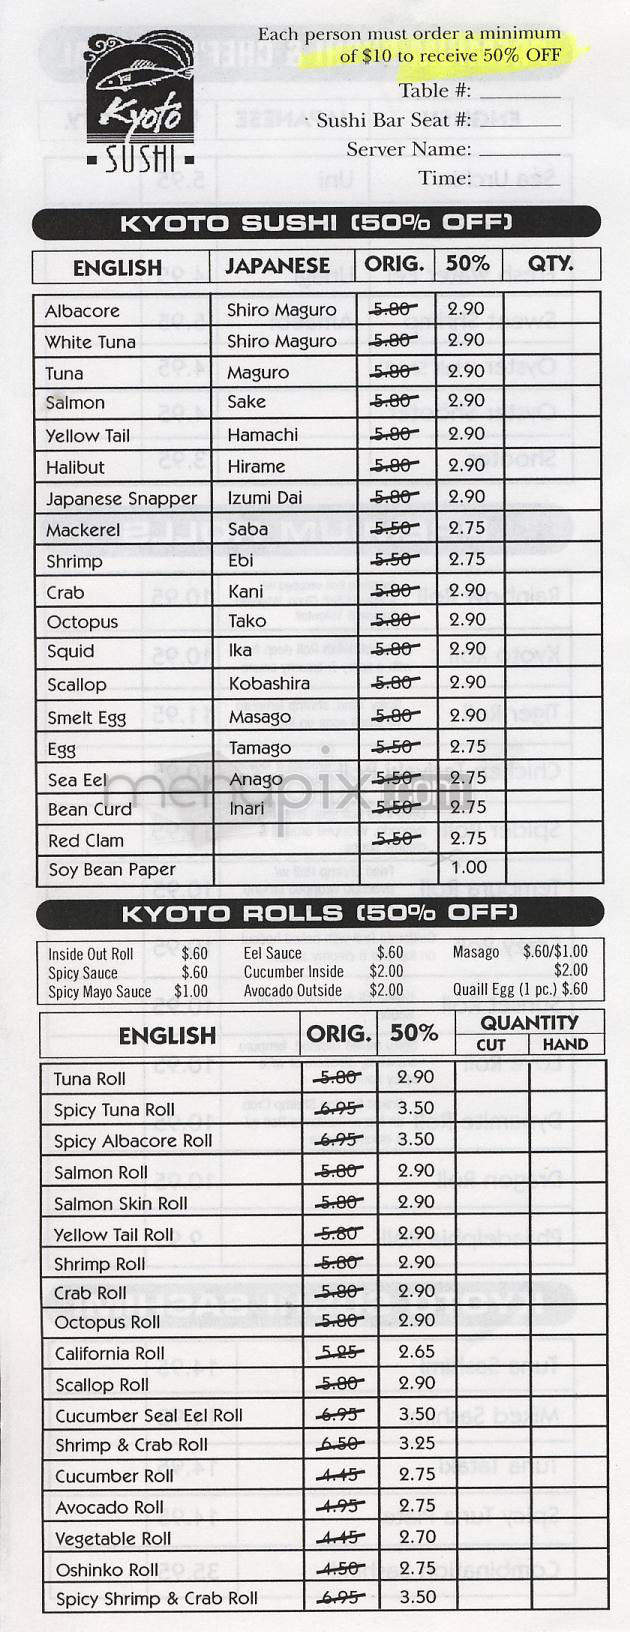 Each person must order a minimum
of $10 to receive 50% OFF
Kyoto
SUSHI
Table #:
Sushi Bar Seat #:
Server Name:
Time:
KYOTO SUSHI (50% OFF)
ENGLISH JAPANESE ORIG. 50% QTY.
Albacore Shiro Maguro 5.80 2.90
White Tuna Shiro Maguro 5.80 2.90
Tuna Maguro 5.80 2.90
Salmon Sake 5.80 2.90
Yellow Tail Hamachi 5.80 2.90
Halibut Hirame 5.80 2.90
Japanese Snapper Izumi Dai 5.80 2.90
Mackerel Saba 5.50 2.75
Shrimp Ebi 5.50 2.75
Crab Kani 5.80 2.90
Octopus Tako 5.80 2.90
Squid Ika 5.80 2.90
Scallop Kobashira 5.80 2.90
Smelt Egg Masago 5.80 2.90
Egg Tamago 5.50 2.75
Sea Eel Anago 5.50 2.75
menupix.com
Bean Curd Inari 5.50 2.75
Red Clam 5.50 2.75
Soy Bean Paper 1.00
KYOTO ROLLS (50% OFF)
Inside Out Roll $.60 Eel Sauce $.60 Masago $.60/$1.00
Spicy Sauce $.60 Cucumber Inside $2.00 $2.00
Spicy Mayo Sauce $1.00 Avocado Outside $2.00 Quaill Egg (1 pc.) $.60
ENGLISH ORIG. 50% QUANTITY
CUT HAND
Tuna Roll 5.80 2.90
Spicy Tuna Roll 6.95 3.50
Spicy Albacore Roll 6.95 3.50
Salmon Roll 5.80 2.90
Salmon Skin Roll 5.80 2.90
Yellow Tail Roll 5.80 2.90
Shrimp Roll 5.80 2.90
Crab Roll 5.80 2.90
Octopus Roll 5.80 2.90
California Roll 5.25 2.65
Scallop Roll 5.80 2.90
Cucumber Seal Eel Roll 6.95 3.50
Shrimp & Crab Roll 6.50 3.25
Cucumber Roll 4.45 2.75
Avocado Roll 4.95 2.75
Vegetable Roll 4.45 2.70
Oshinko Roll 4.50 2.75
Spicy Shrimp & Crab Roll 6.95 3.50